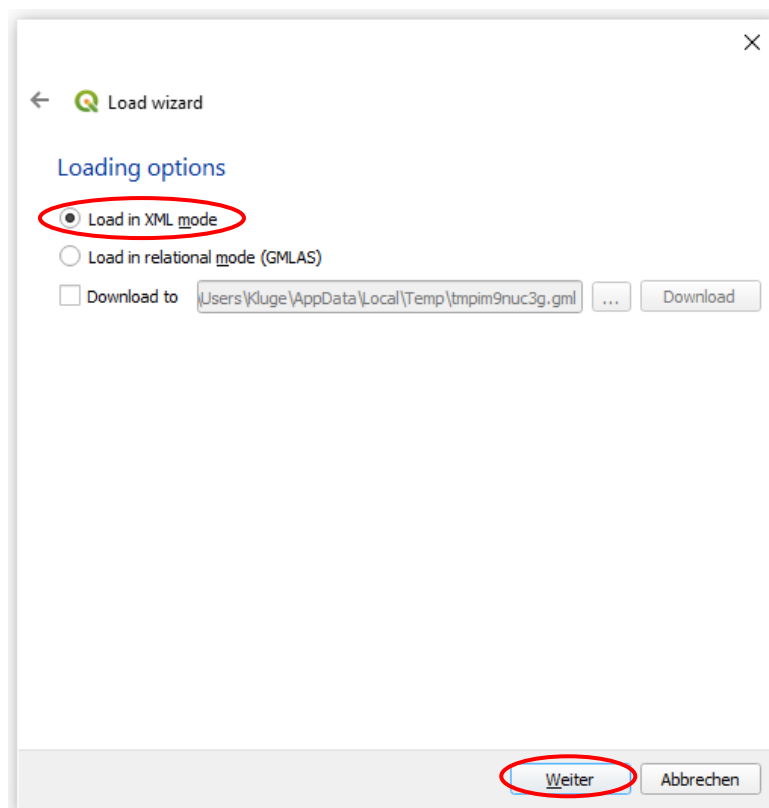 Load wizard
Loading options
Load in XML mode
Load in relational mode (GMLAS)
Download to \Users\Kluge\AppData\Local\Temp\tmpim9nuc3g.gml ... Download
Weiter Abbrechen